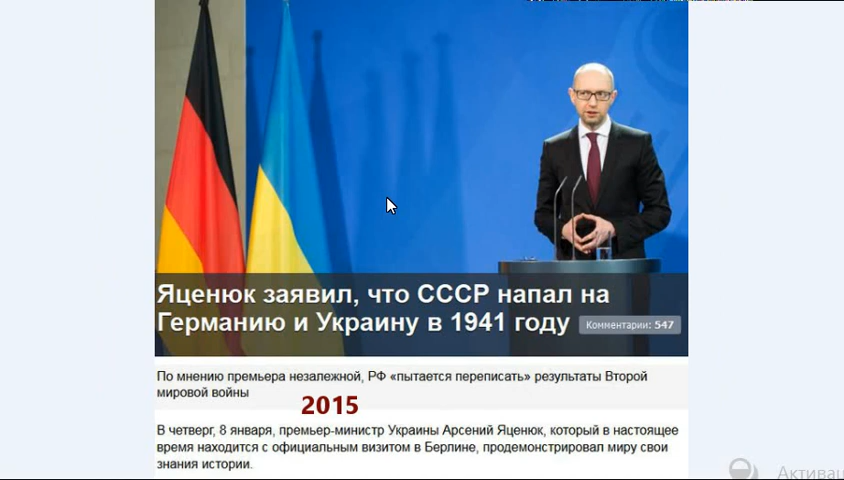 Яценюк заявил, что СССР напал на
Германию и Украину в 1941 году
Комментарии: 547
По мнению премьера незалежной, РФ «пытается переписать» результаты Второй
мировой войны
2015
В четверг, 8 января, премьер-министр Украины Арсений Яценюк, который в настоящее
время находится с официальным визитом в Берлине, продемонстрировал миру свои
знания истории.